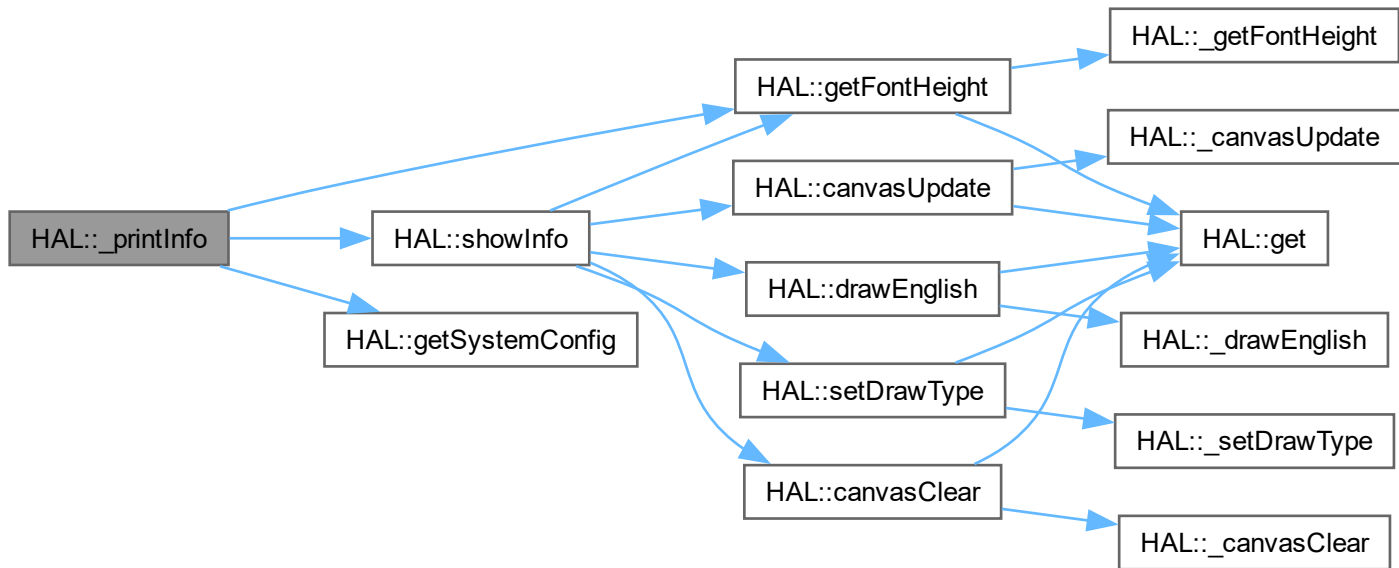 HAL::_printInfo
HAL::showInfo
HAL::getSystemConfig
HAL::getFontHeight
HAL::canvasUpdate
HAL::drawEnglish
HAL::setDrawType
HAL::canvasClear
HAL::_getFontHeight
HAL::_canvasUpdate
HAL::get
HAL::_drawEnglish
HAL::_setDrawType
HAL::_canvasClear